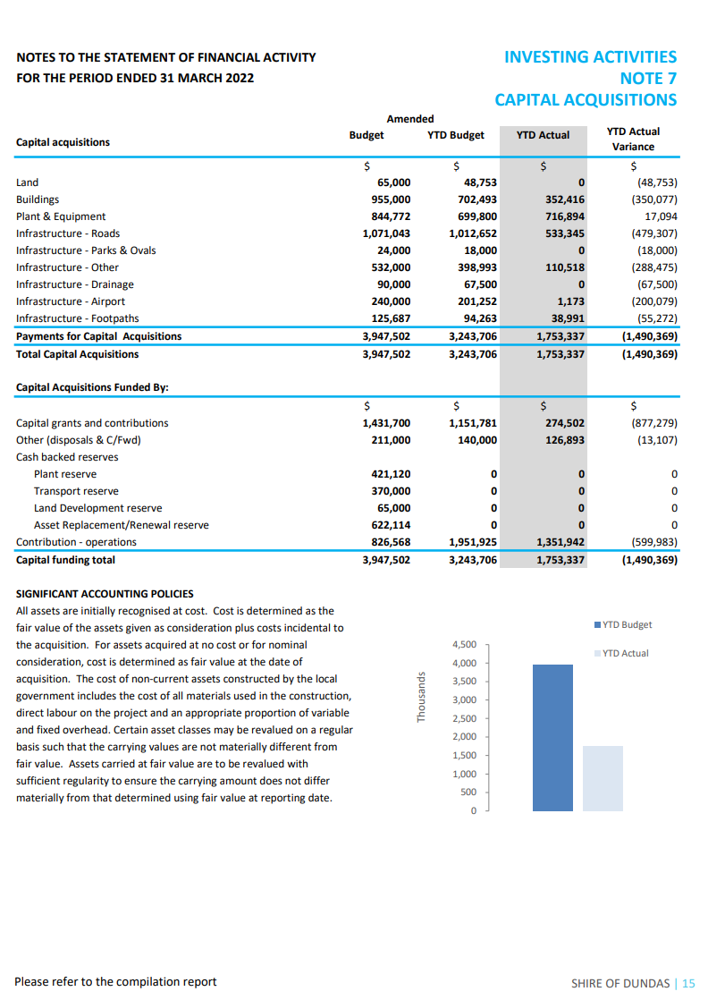 NOTES TO THE STATEMENT OF FINANCIAL ACTIVITY
FOR THE PERIOD ENDED 31 MARCH 2022
INVESTING ACTIVITIES
NOTE 7
CAPITAL ACQUISITIONS
Amended
Capital acquisitions Budget YTD Budget YTD Actual YTD Actual Variance
$ $ $ $
Land 65,000 48,753 0 (48,753)
Buildings 955,000 702,493 352,416 (350,077)
Plant & Equipment 844,772 699,800 716,894 17,094
Infrastructure - Roads 1,071,043 1,012,652 533,345 (479,307)
Infrastructure - Parks & Ovals 24,000 18,000 0 (18,000)
Infrastructure - Other 532,000 398,993 110,518 (288,475)
Infrastructure - Drainage 90,000 67,500 0 (67,500)
Infrastructure - Airport 240,000 201,252 1,173 (200,079)
Infrastructure - Footpaths 125,687 94,263 38,991 (55,272)
Payments for Capital Acquisitions 3,947,502 3,243,706 1,753,337 (1,490,369)
Total Capital Acquisitions 3,947,502 3,243,706 1,753,337 (1,490,369)
Capital Acquisitions Funded By:
$ $ $ $
Capital grants and contributions 1,431,700 1,151,781 274,502 (877,279)
Other (disposals & C/Fwd) 211,000 140,000 126,893 (13,107)
Cash backed reserves
Plant reserve 421,120 0 0 0
Transport reserve 370,000 0 0 0
Land Development reserve 65,000 0 0 0
Asset Replacement/Renewal reserve 622,114 0 0 0
Contribution - operations 826,568 1,951,925 1,351,942 (599,983)
Capital funding total 3,947,502 3,243,706 1,753,337 (1,490,369)
SIGNIFICANT ACCOUNTING POLICIES
All assets are initially recognised at cost. Cost is determined as the
fair value of the assets given as consideration plus costs incidental to
the acquisition. For assets acquired at no cost or for nominal
consideration, cost is determined as fair value at the date of
acquisition. The cost of non-current assets constructed by the local
government includes the cost of all materials used in the construction,
direct labour on the project and an appropriate proportion of variable
and fixed overhead. Certain asset classes may be revalued on a regular
basis such that the carrying values are not materially different from
fair value. Assets carried at fair value are to be revalued with
sufficient regularity to ensure the carrying amount does not differ
materially from that determined using fair value at reporting date.
YTD Budget
YTD Actual
Thousands
4,500
4,000
3,500
3,000
2,500
2,000
1,500
1,000
500
0
Please refer to the compilation report
SHIRE OF DUNDAS | 15